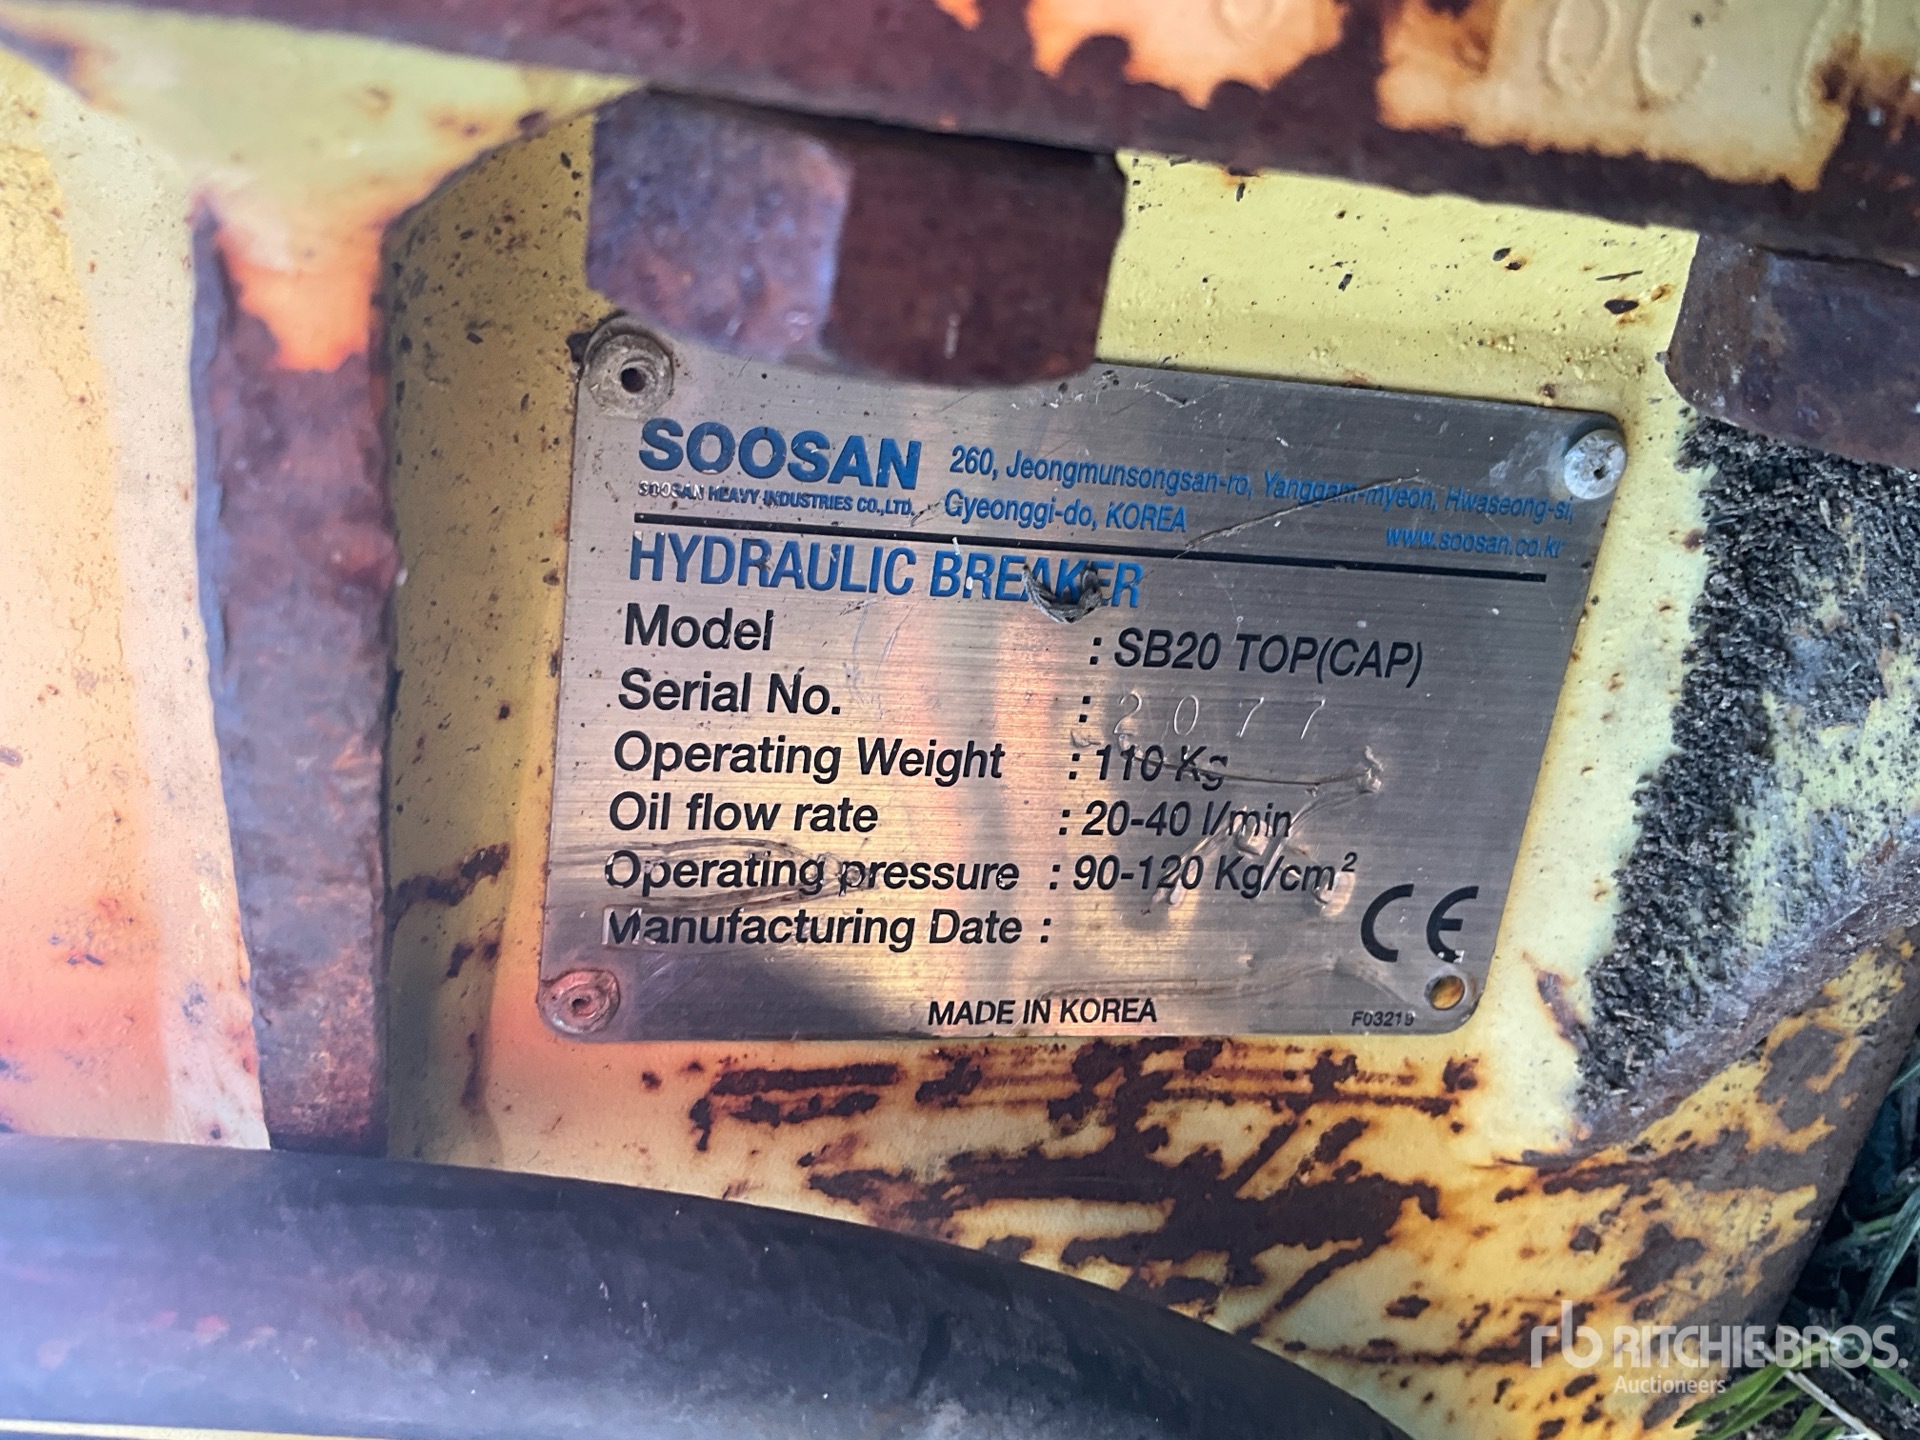 SOOSAN
SOOSAN HEAVY INDUSTRIES CO.,LTD.
260, Jeongmunsongsan-ro, Yanggam-myeon, Hwaseong-si,
Gyeonggi-do, KOREA
www.soosan.co.kr
HYDRAULIC BREAKER
Model : SB20 TOP(CAP)
Serial No. : 2077
Operating Weight : 110 Kg
Oil flow rate : 20-40 l/min
Operating pressure : 90-120 Kg/cm²
Manufacturing Date :
CE
MADE IN KOREA
F03219
rb RITCHIE BROS.
Auctioneers